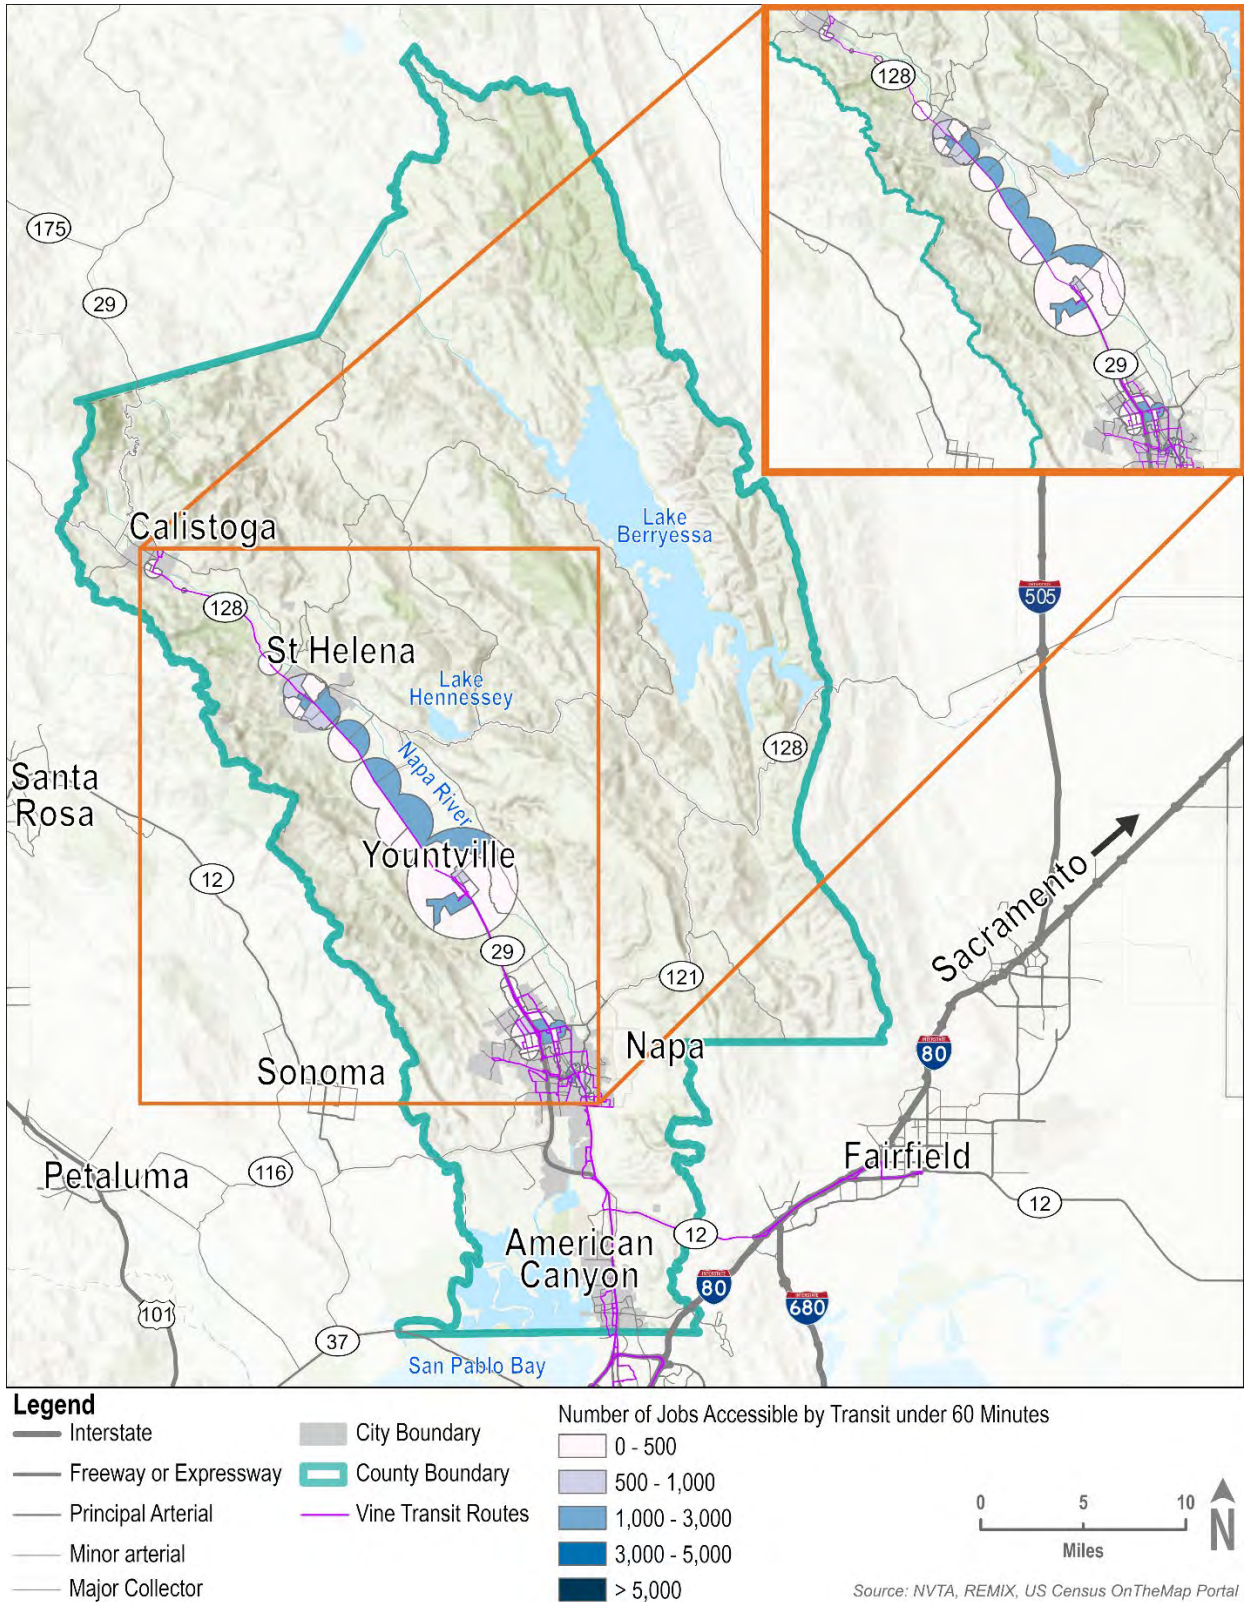 128
29
175
29
Lake
Berryessa
Calistoga
INTERSTATE
505
128
St Helena
Lake
Hennessey
128
Napa River
Santa
Rosa
Yountville
12
Sacramento
29
121
Napa
INTERSTATE
80
Sonoma
Fairfield
Petaluma
116
12
12
American
Canyon
INTERSTATE
80
INTERSTATE
680
101
37
San Pablo Bay
Legend
Interstate
Freeway or Expressway
Principal Arterial
Minor arterial
Major Collector
City Boundary
County Boundary
Vine Transit Routes
Number of Jobs Accessible by Transit under 60 Minutes
0 - 500
500 - 1,000
1,000 - 3,000
3,000 - 5,000
> 5,000
0 5 10
Miles
N
Source: NVTA, REMIX, US Census OnTheMap Portal